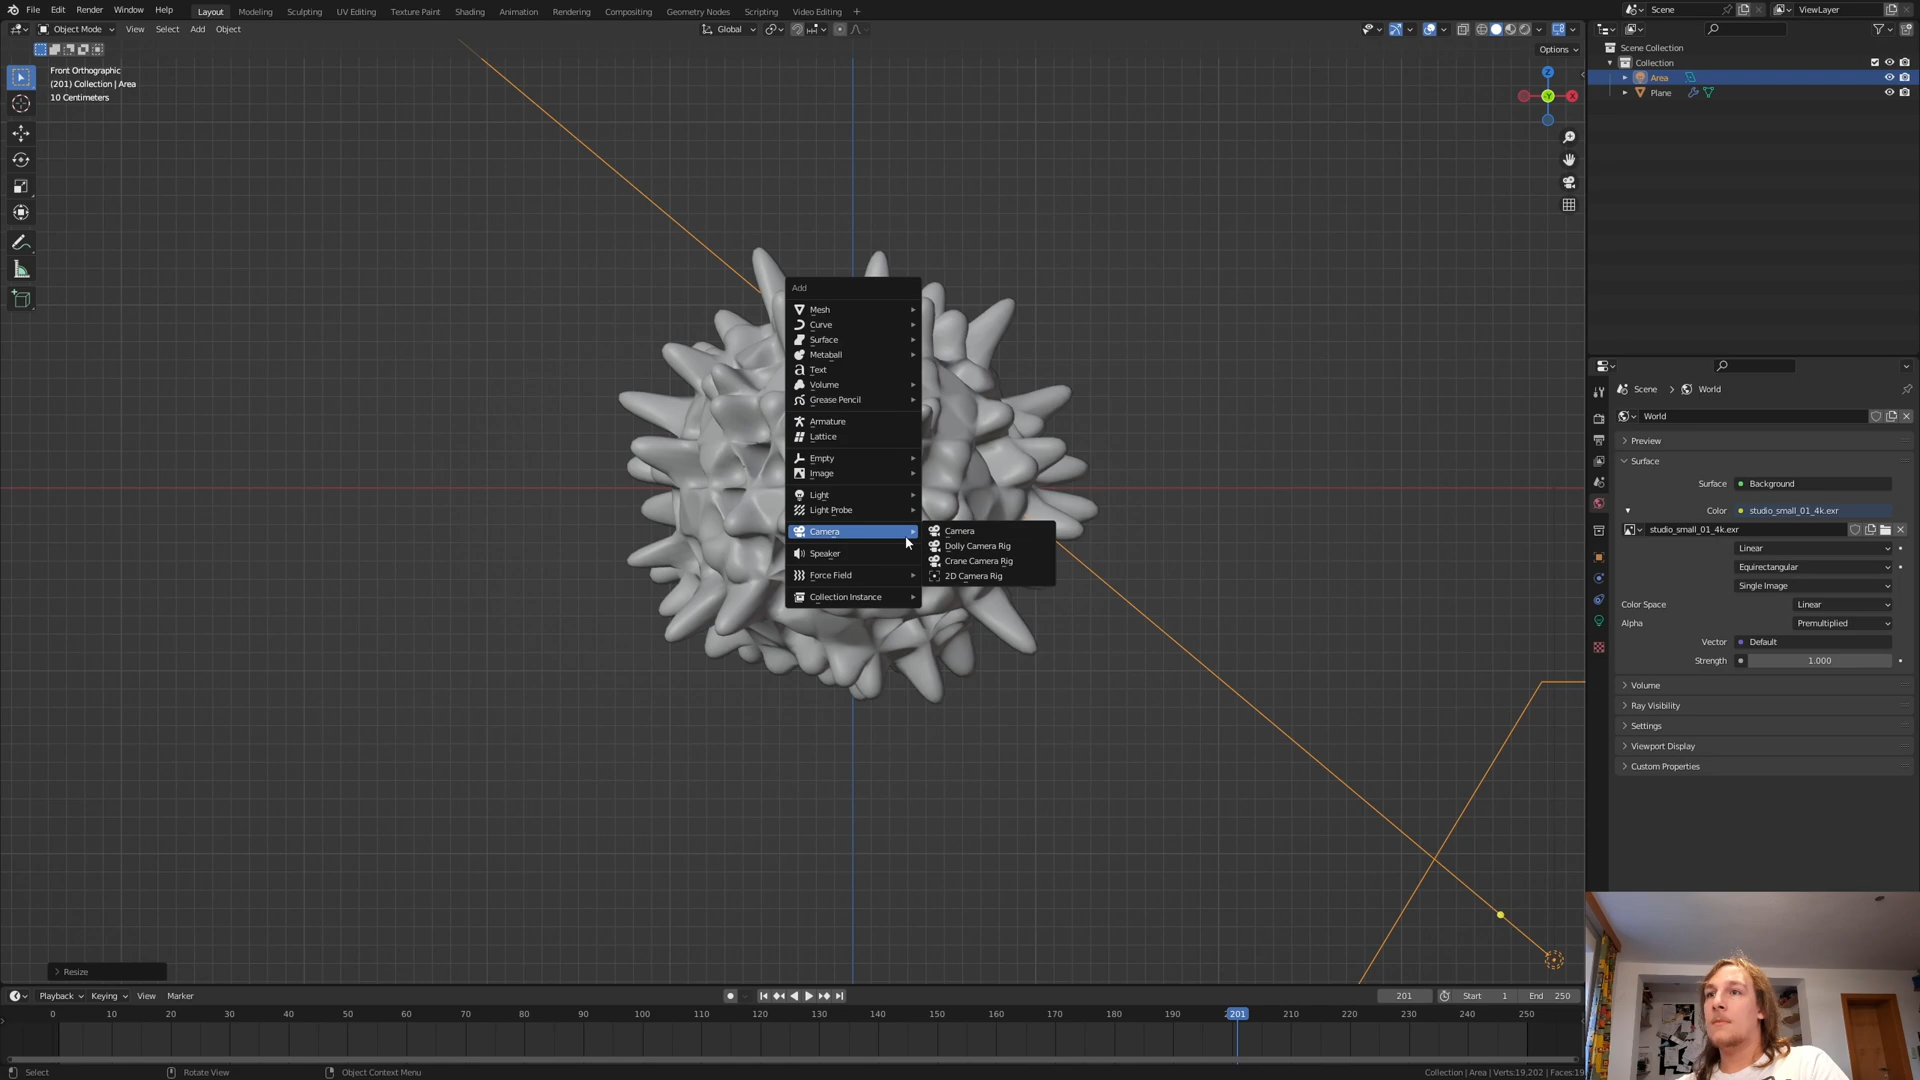 File Edit Render Window Help Layout Modeling Sculpting UV Editing Texture Paint Shading Animation Rendering Compositing Geometry Nodes Scripting Video Editing + Scene ViewLayer
Object Mode View Select Add Object Global
Options
Front Orthographic
(201) Collection | Area
10 Centimeters
Z
Y
X
Scene Collection
Collection
Area
Plane
Add
Mesh
Curve
Surface
Metaball
Text
Volume
Grease Pencil
Armature
Lattice
Empty
Image
Light
Light Probe
Camera
Speaker
Force Field
Collection Instance
Camera
Dolly Camera Rig
Crane Camera Rig
2D Camera Rig
Scene > World
World
Preview
Surface
Surface Background
Color studio_small_01_4k.exr
studio_small_01_4k.exr
Linear
Equirectangular
Single Image
Color Space Linear
Alpha Premultiplied
Vector Default
Strength 1.000
Volume
Ray Visibility
Settings
Viewport Display
Custom Properties
Resize
Playback Keying View Marker 201 Start 1 End 250
0 10 20 30 40 50 60 70 80 90 100 110 120 130 140 150 160 170 180 190 201 210 220 230 240 250
Select Rotate View Object Context Menu Collection | Area | Verts:19,202 | Faces:19